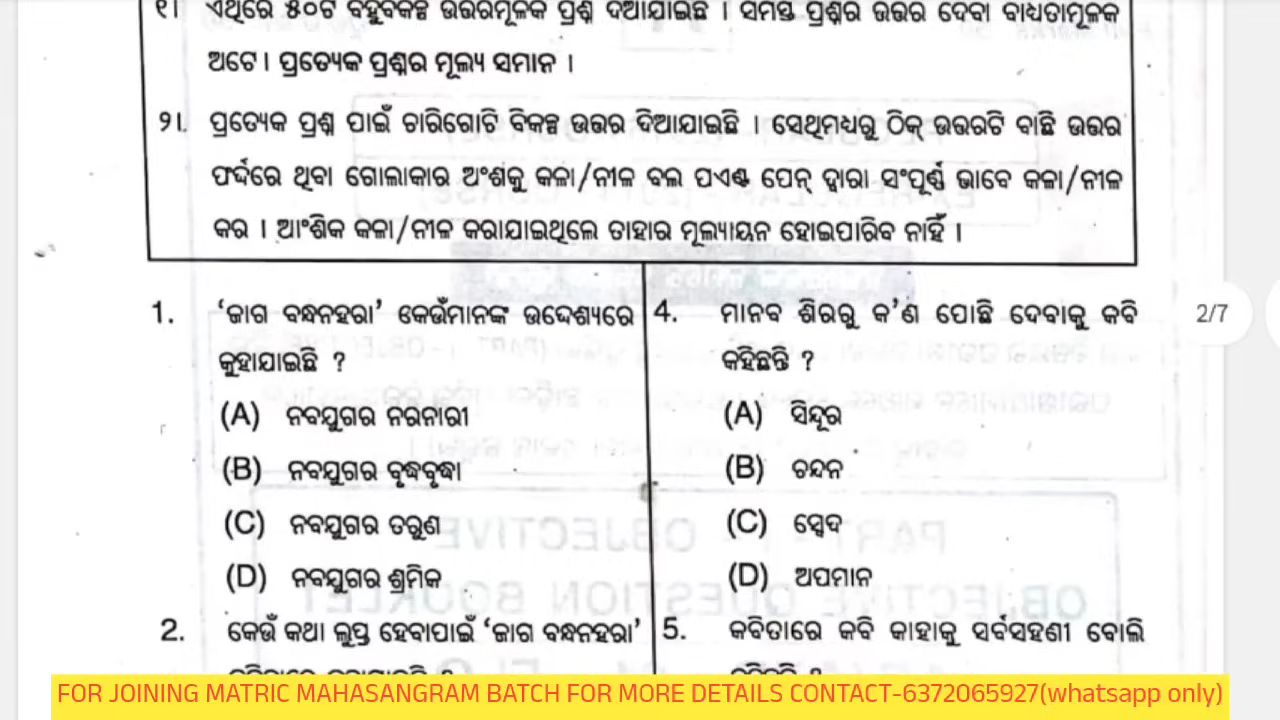 ୧। ଏଥିରେ ୫୦ଟି ବହୁବିକଳ୍ପ ଉତ୍ତରମୂଳକ ପ୍ରଶ୍ନ ଦିଆଯାଇଛି । ସମସ୍ତ ପ୍ରଶ୍ନର ଉତ୍ତର ଦେବା ବାଧ୍ୟତାମୂଳକ
ଅଟେ । ପ୍ରତ୍ୟେକ ପ୍ରଶ୍ନର ମୂଲ୍ୟ ସମାନ ।
୨। ପ୍ରତ୍ୟେକ ପ୍ରଶ୍ନ ପାଇଁ ଚାରିଗୋଟି ବିକଳ୍ପ ଉତ୍ତର ଦିଆଯାଇଛି । ସେଥିମଧ୍ୟରୁ ଠିକ୍ ଉତ୍ତରଟି ବାଛି ଉତ୍ତର
ଫର୍ଦ୍ଦରେ ଥିବା ଗୋଲାକାର ଅଂଶକୁ କଳା/ନୀଳ ବଲ ପଏଣ୍ଟ ପେନ୍ ଦ୍ୱାରା ସଂପୂର୍ଣ୍ଣ ଭାବେ କଳା/ନୀଳ
କର । ଆଂଶିକ କଳା/ନୀଳ କରାଯାଇଥିଲେ ତାହାର ମୂଲ୍ୟାୟନ ହୋଇପାରିବ ନାହିଁ ।
1. ‘ଜାଗ ବନ୍ଧନହରା’ କେଉଁମାନଙ୍କ ଉଦ୍ଦେଶ୍ୟରେ
କୁହାଯାଇଛି ?
(A) ନବଯୁଗର ନରନାରୀ
(B) ନବଯୁଗର ବୃଦ୍ଧବୃଦ୍ଧା
(C) ନବଯୁଗର ତରୁଣ
(D) ନବଯୁଗର ଶ୍ରମିକ
2. କେଉଁ କଥା ଲୁପ୍ତ ହେବାପାଇଁ ‘ଜାଗ ବନ୍ଧନହରା’
4. ମାନବ ଶିରରୁ କ’ଣ ପୋଛି ଦେବାକୁ କବି
କହିଛନ୍ତି ?
(A) ସିନ୍ଦୂର
(B) ଚନ୍ଦନ
(C) ସ୍ୱେଦ
(D) ଅପମାନ
5. କବିତାରେ କବି କାହାକୁ ସର୍ବସହଣୀ ବୋଲି
2/7
FOR JOINING MATRIC MAHASANGRAM BATCH FOR MORE DETAILS CONTACT-6372065927(whatsapp only)